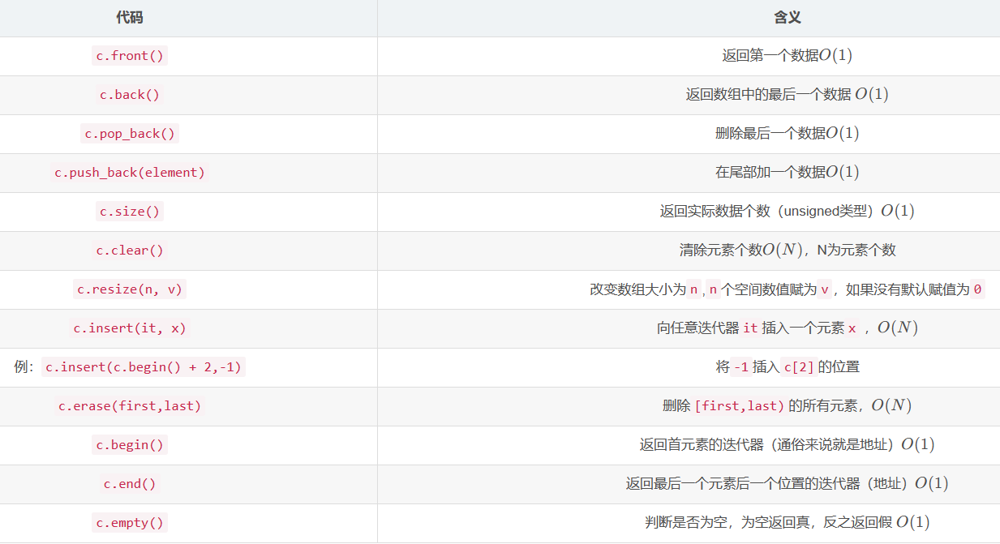 代码 含义
c.front() 返回第一个数据O(1)
c.back() 返回数组中的最后一个数据 O(1)
c.pop_back() 删除最后一个数据O(1)
c.push_back(element) 在尾部加一个数据O(1)
c.size() 返回实际数据个数（unsigned类型）O(1)
c.clear() 清除元素个数O(N)，N为元素个数
c.resize(n, v) 改变数组大小为 n , n 个空间数值赋为 v ，如果没有默认赋值为 0
c.insert(it, x) 向任意迭代器 it 插入一个元素 x ，O(N)
例： c.insert(c.begin() + 2,-1) 将 -1 插入 c[2] 的位置
c.erase(first,last) 删除 [first,last) 的所有元素，O(N)
c.begin() 返回首元素的迭代器（通俗来说就是地址）O(1)
c.end() 返回最后一个元素后一个位置的迭代器（地址）O(1)
c.empty() 判断是否为空，为空返回真，反之返回假 O(1)